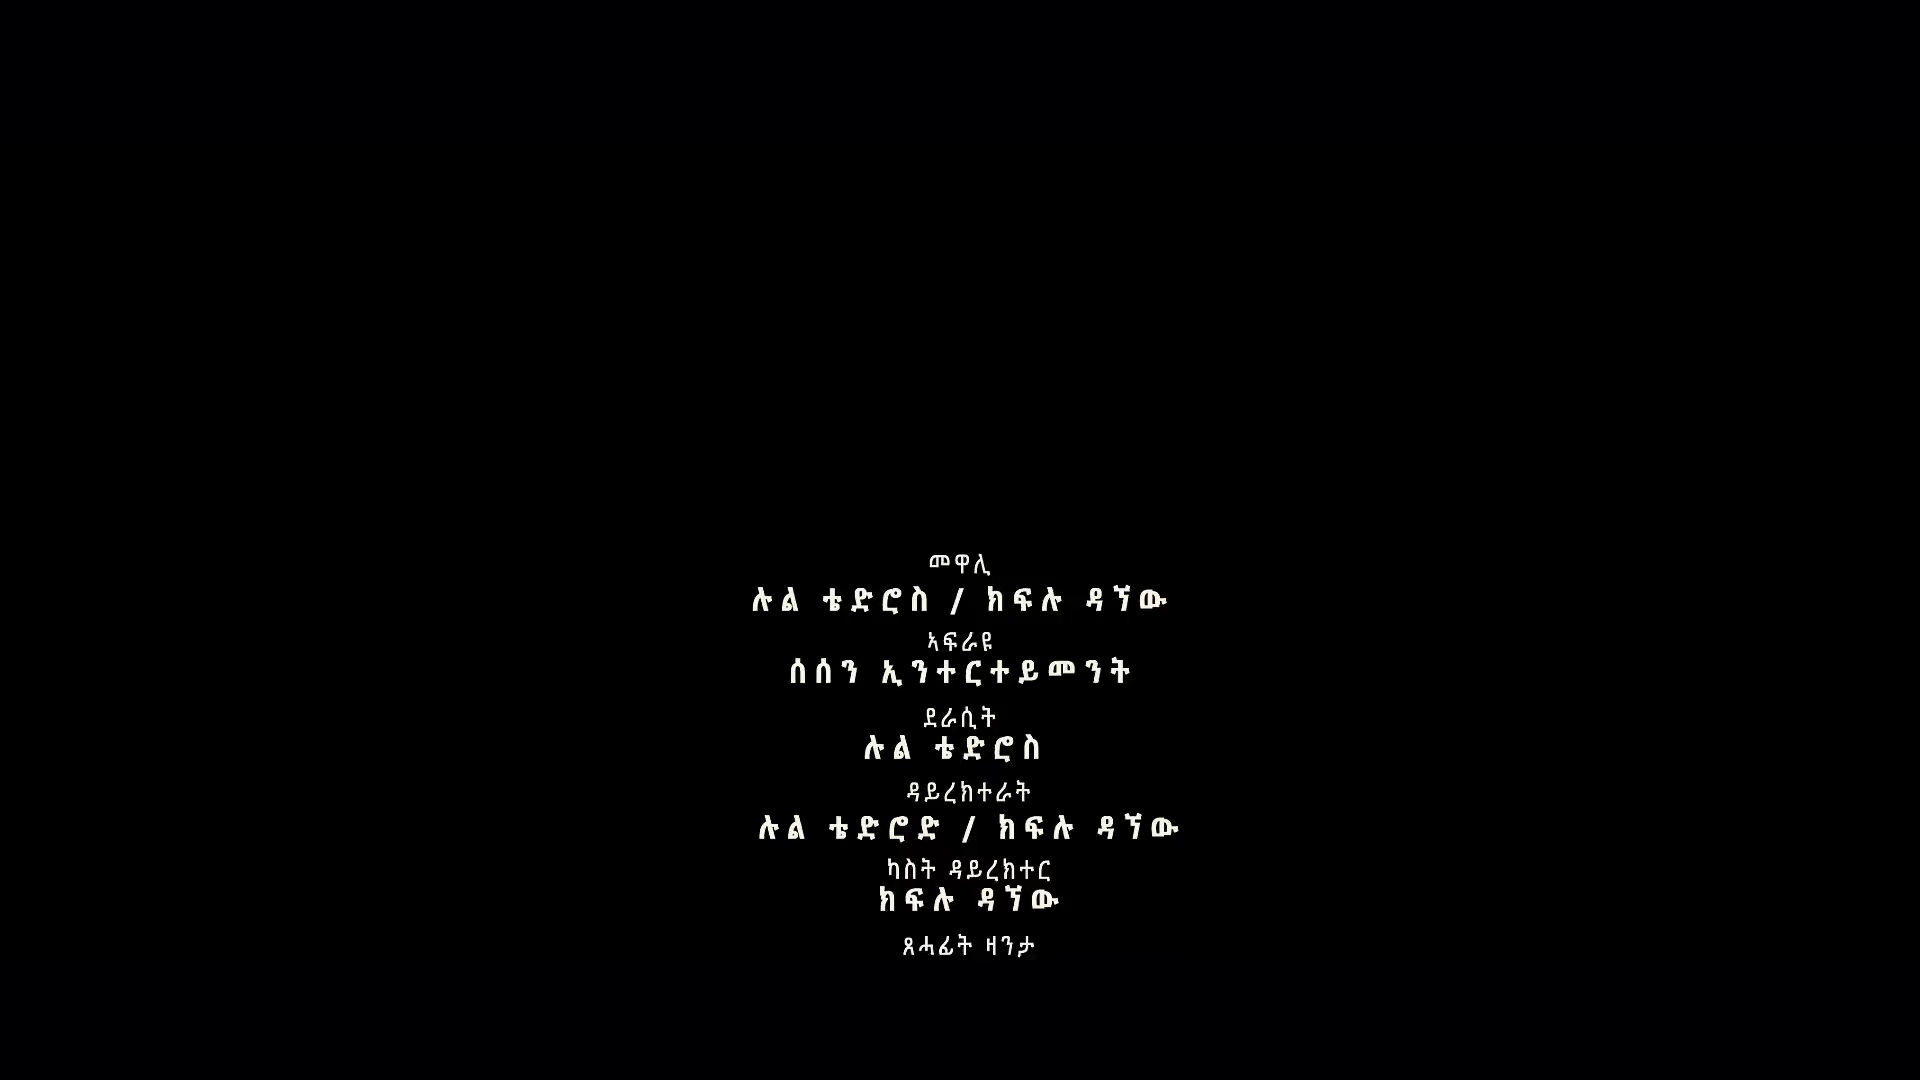 መዋሊ
ሉል ቴድሮስ / ክፍሉ ዳኘው
ኣፍራዩ
ሰሰን ኢንተርተይመንት
ደራሲት
ሉል ቴድሮስ
ዳይረክተራት
ሉል ቴድሮድ / ክፍሉ ዳኘው
ካስት ዳይረክተር
ክፍሉ ዳኘው
ጸሓፊት ዛንታ